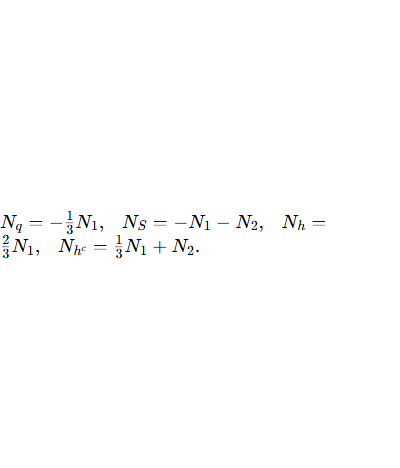 $N_q = -\frac{1}{3}N_1, \quad N_S = -N_1 - N_2, \quad N_h =$
$\frac{2}{3}N_1, \quad N_{h^c} = \frac{1}{3}N_1 + N_2.$